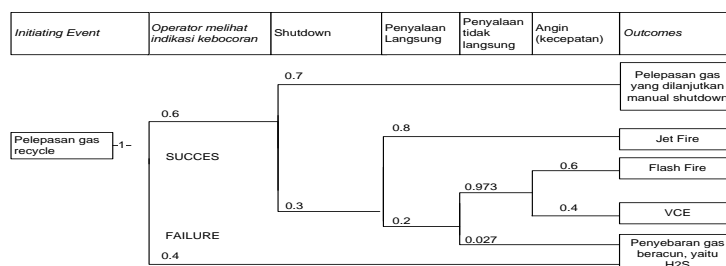 Initiating Event
Operator melihat
indikasi kebocoran
Shutdown
Penyalaan
Langsung
Penyalaan
tidak
langsung
Angin
(kecepatan)
Outcomes
0.7
Pelepasan gas
yang dilanjutkan
manual shutdown
0.6
Pelepasan gas
recycle
1
SUCCES
0.8
Jet Fire
0.6
Flash Fire
0.973
0.3
0.2
0.4
VCE
FAILURE
0.027
Penyebaran gas
beracun, yaitu
H2S
0.4